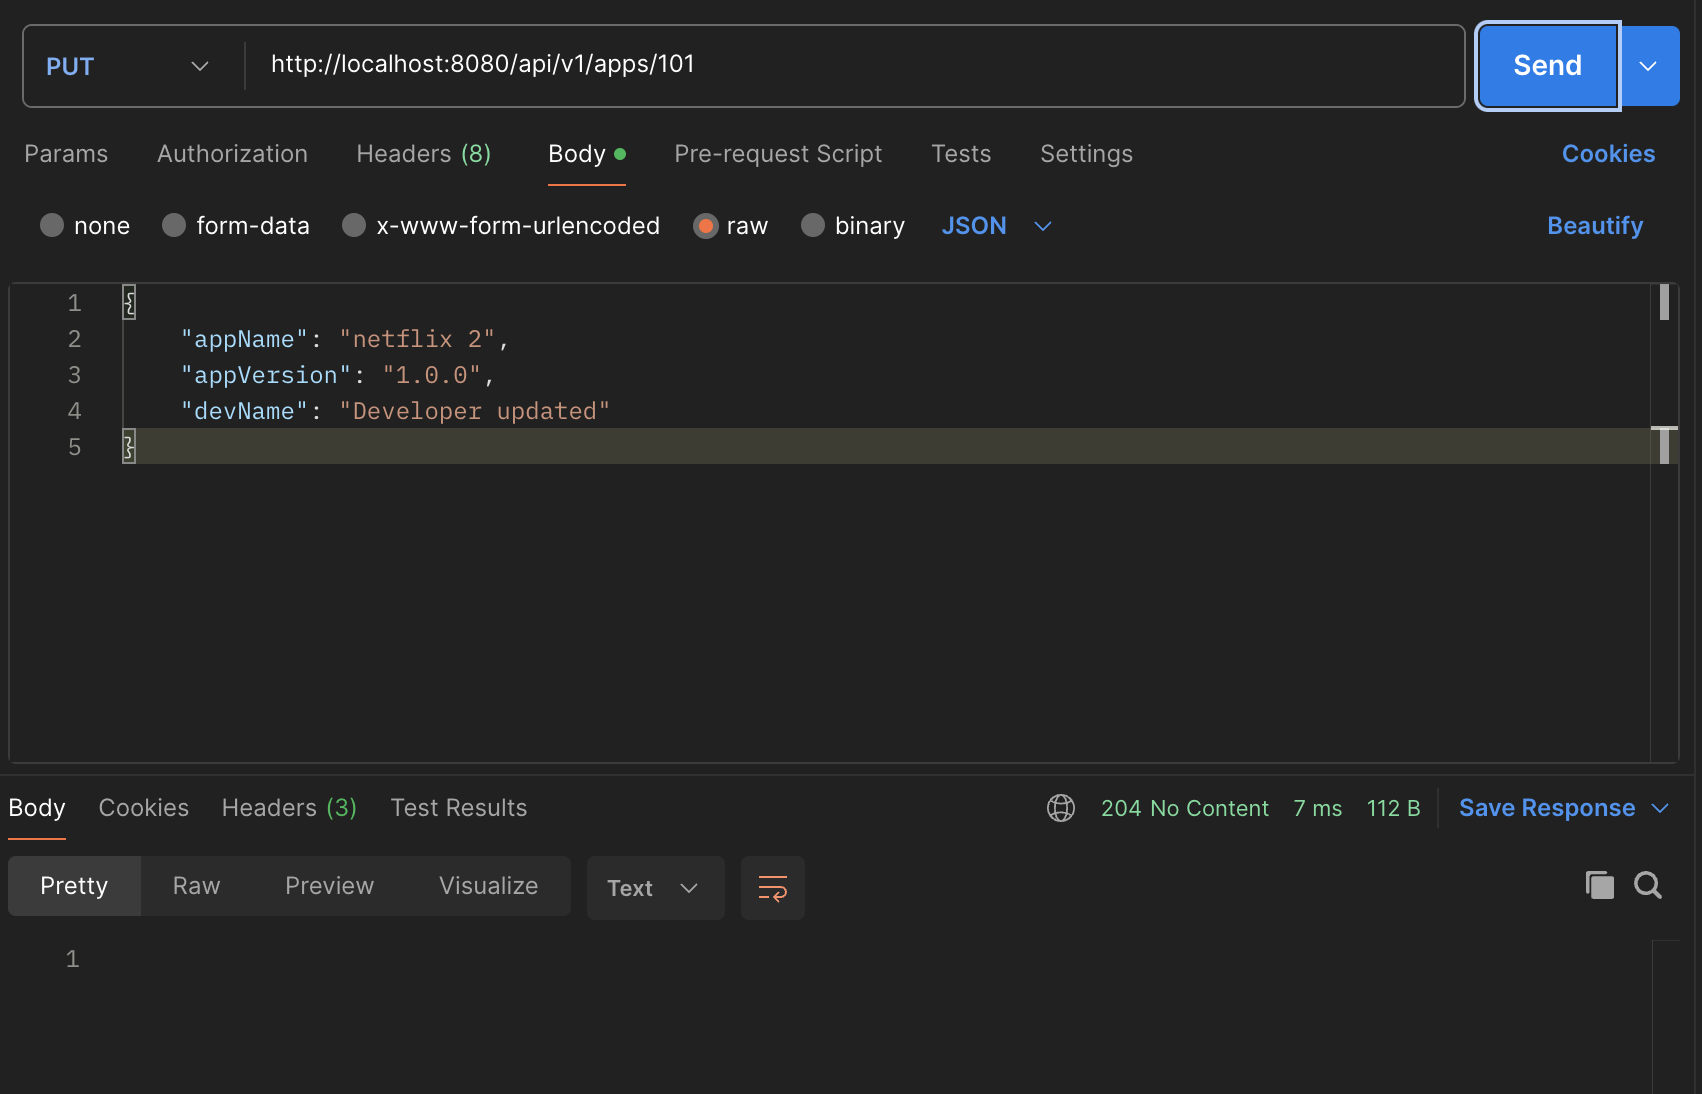 PUT http://localhost:8080/api/v1/apps/101 Send
Params Authorization Headers (8) Body Pre-request Script Tests Settings Cookies
none form-data x-www-form-urlencoded raw binary JSON Beautify
1 {
2 "appName": "netflix 2",
3 "appVersion": "1.0.0",
4 "devName": "Developer updated"
5 }
Body Cookies Headers (3) Test Results 204 No Content 7 ms 112 B Save Response
Pretty Raw Preview Visualize Text
1